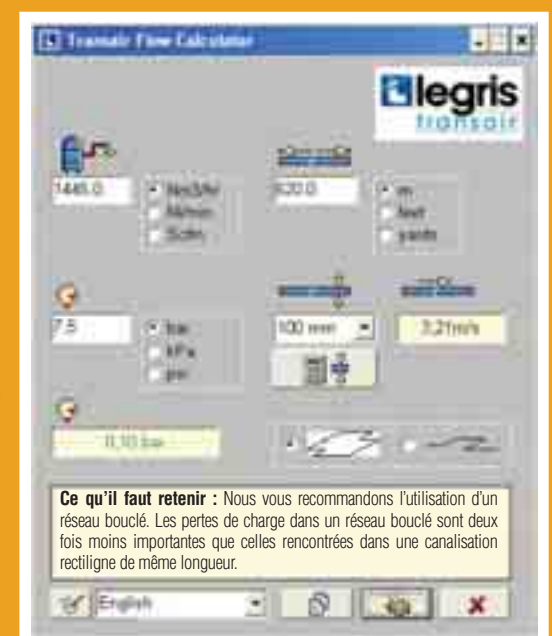 Transair Flow Calculator
legris
transair
1445.0
Nm3/hr
Nl/min
Scfm
620.0
m
feet
yards
7.5
bar
kPa
psi
100 mm
3,21m/s
0,10 bar
Ce qu'il faut retenir : Nous vous recommandons l'utilisation d'un
réseau bouclé. Les pertes de charge dans un réseau bouclé sont deux
fois moins importantes que celles rencontrées dans une canalisation
rectiligne de même longueur.
English